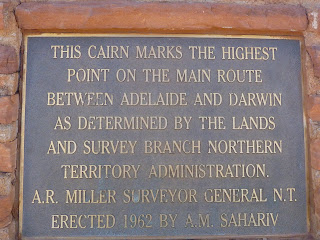 THIS CAIRN MARKS THE HIGHEST
POINT ON THE MAIN ROUTE
BETWEEN ADELAIDE AND DARWIN
AS DETERMINED BY THE LANDS
AND SURVEY BRANCH NORTHERN
TERRITORY ADMINISTRATION.
A.R. MILLER SURVEYOR-GENERAL N.T.
ERECTED 1962 BY A.M. SAHARIV